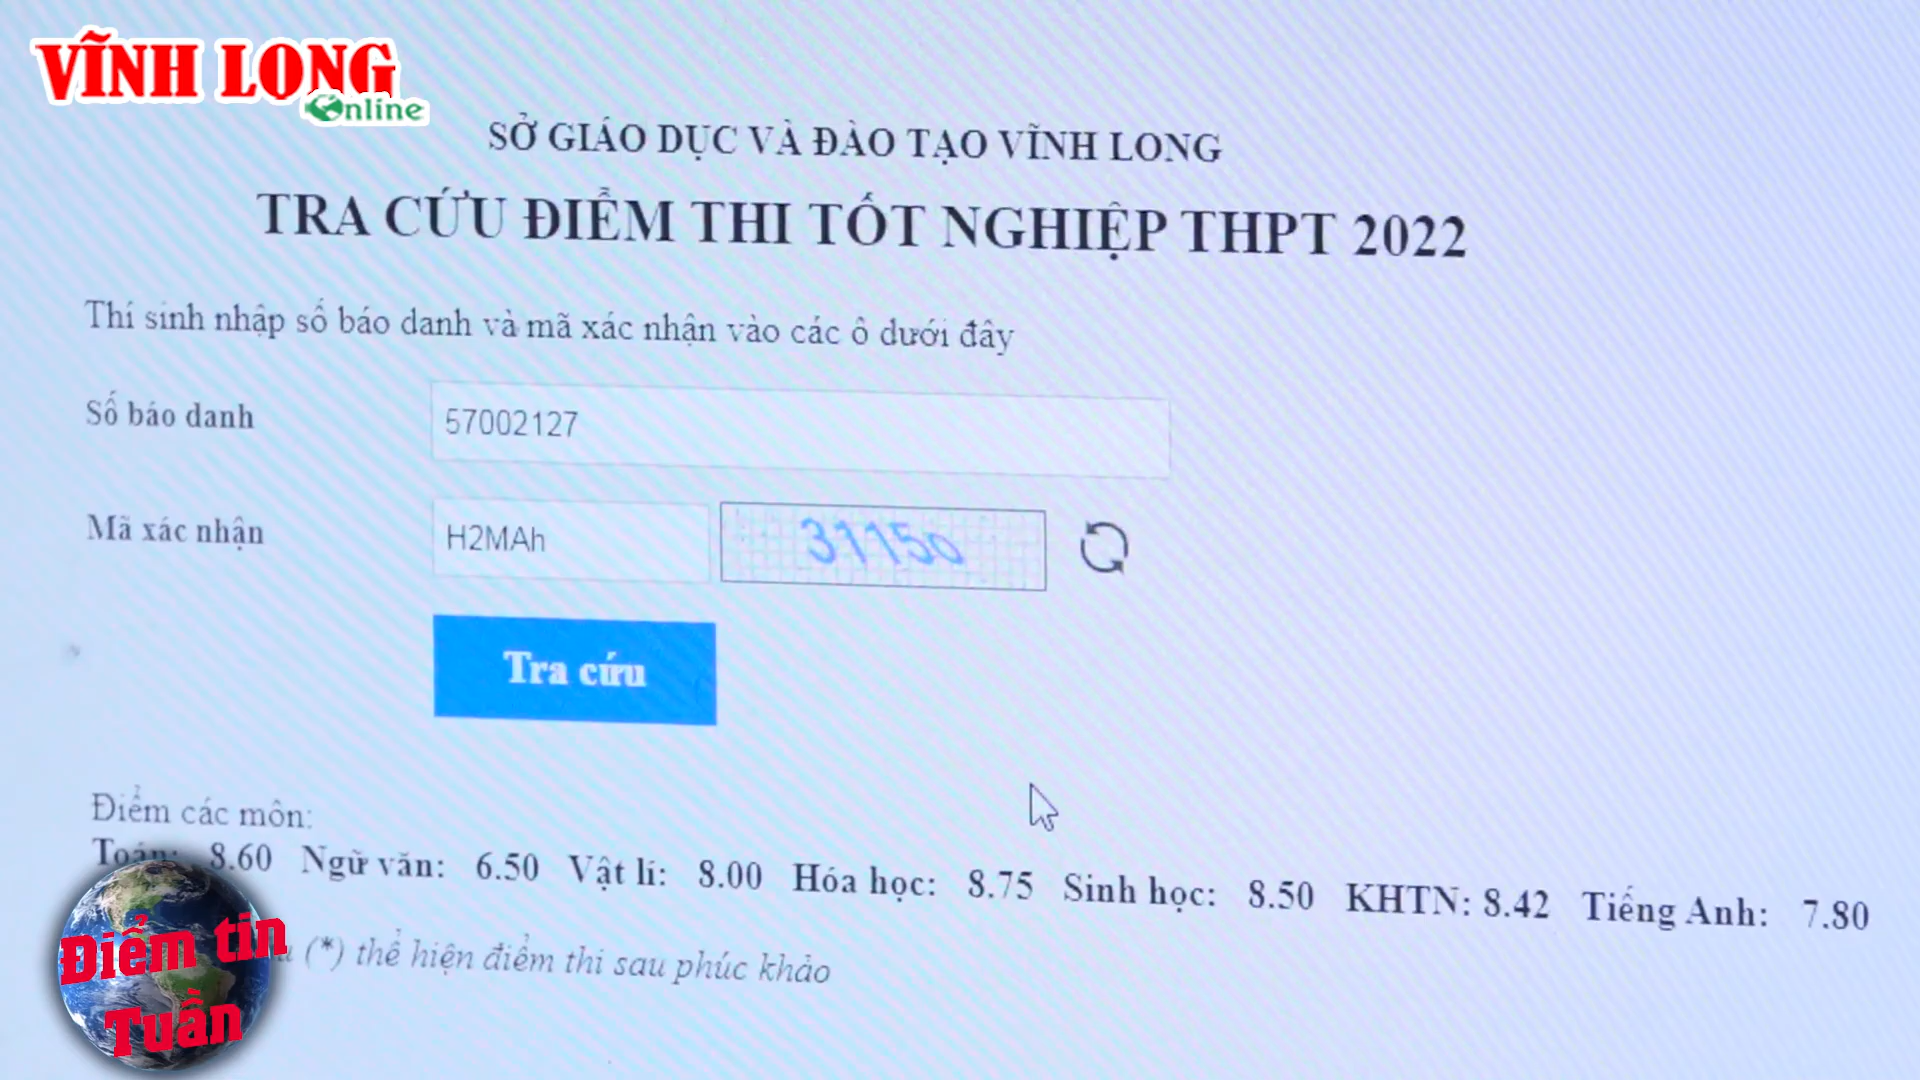 VĨNH LONG
Online
SỞ GIÁO DỤC VÀ ĐÀO TẠO VĨNH LONG
TRA CỨU ĐIỂM THI TỐT NGHIỆP THPT 2022
Thí sinh nhập số báo danh và mã xác nhận vào các ô dưới đây
Số báo danh 57002127
Mã xác nhận H2MAh 31150
Tra cứu
Điểm các môn:
Toán: 8.60 Ngữ văn: 6.50 Vật lí: 8.00 Hóa học: 8.75 Sinh học: 8.50 KHTN: 8.42 Tiếng Anh: 7.80
(*) thể hiện điểm thi sau phúc khảo
Điểm tin
Tuần